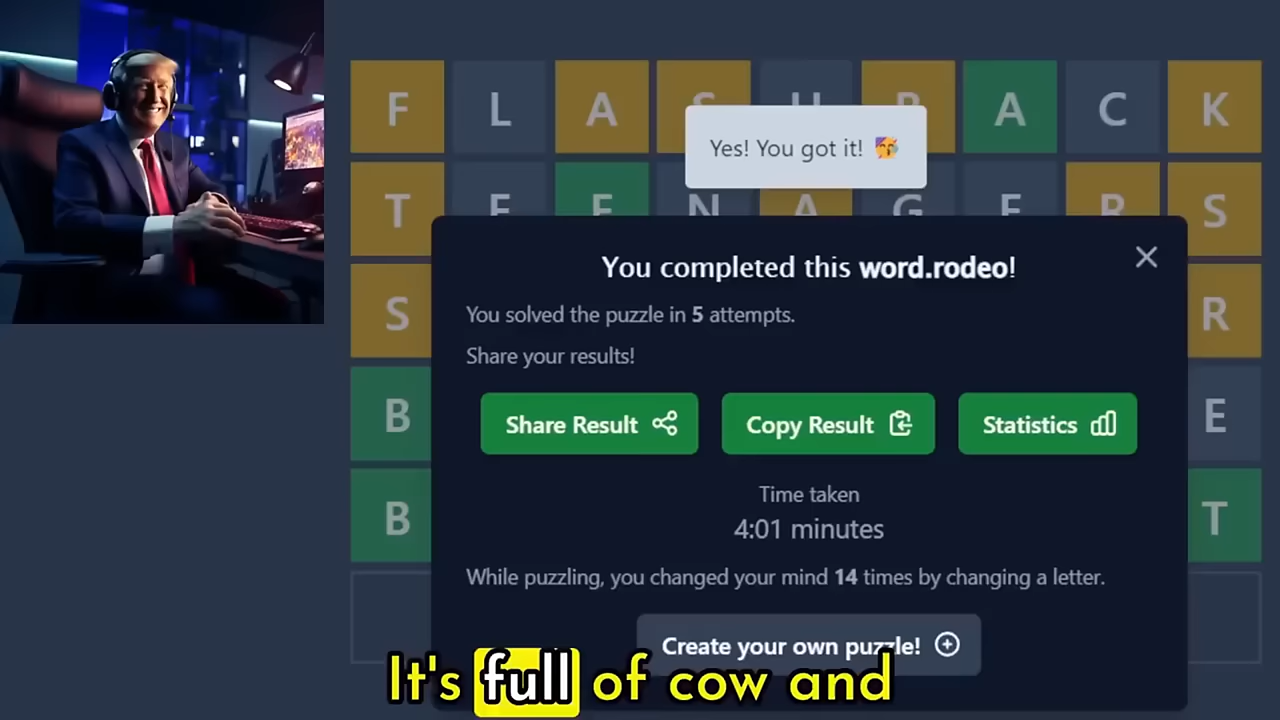 F L A S H B A C K
Yes! You got it! 🥳
T E E N A G E R S
You completed this word.rodeo!
You solved the puzzle in 5 attempts.
S R
Share your results!
B Share Result Copy Result Statistics E
Time taken
B 4:01 minutes T
While puzzling, you changed your mind 14 times by changing a letter.
Create your own puzzle!
It's full of cow and